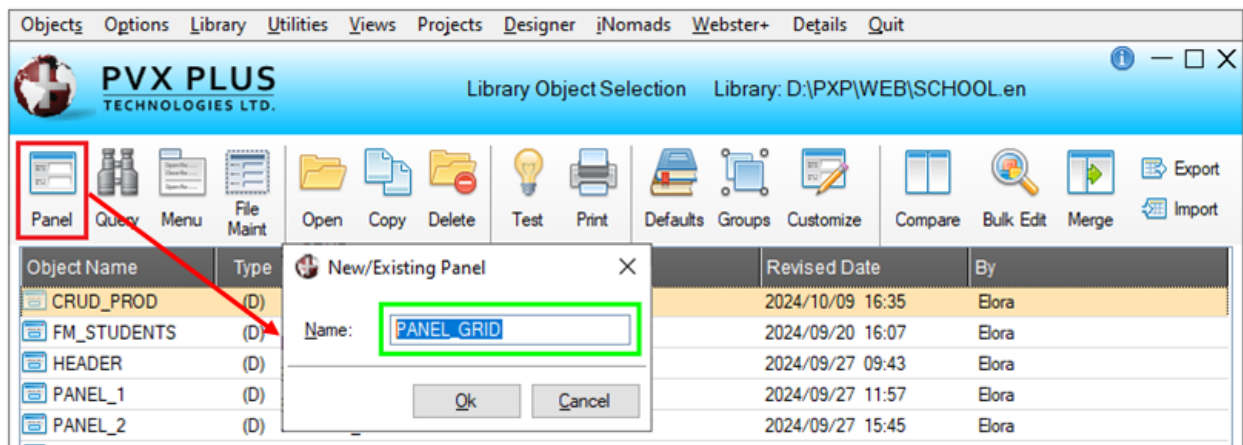 Objects Options Library Utilities Views Projects Designer iNomads Webster+ Details Quit
PVX PLUS
TECHNOLOGIES LTD.
Library Object Selection Library: D:\PXP\WEB\SCHOOL.en
Panel Query Menu File Maint Open Copy Delete Test Print Defaults Groups Customize Compare Bulk Edit Merge Export
Import
Object Name Type New/Existing Panel Revised Date By
CRUD_PROD (D) 2024/10/09 16:35 Elora
FM_STUDENTS (D) Name: PANEL_GRID 2024/09/20 16:07 Elora
HEADER (D) 2024/09/27 09:43 Elora
PANEL_1 (D) Ok Cancel 2024/09/27 11:57 Elora
PANEL_2 (D) 2024/09/27 15:45 Elora